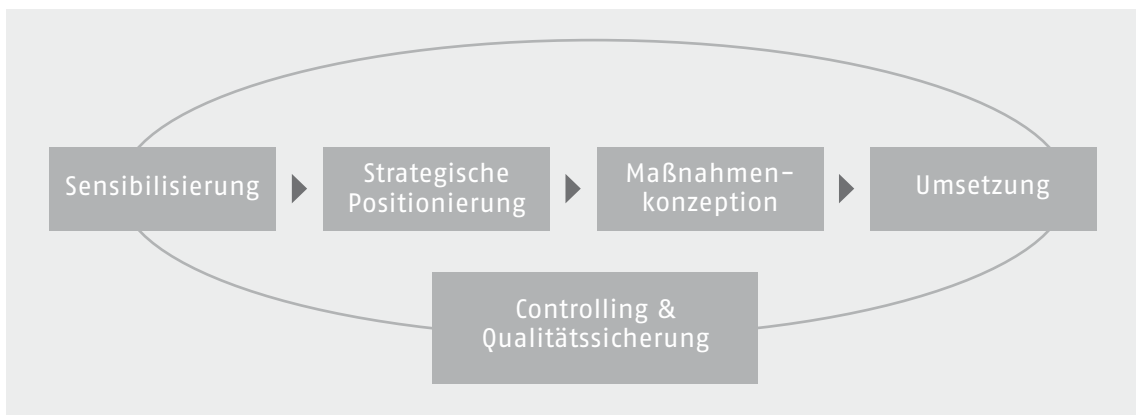 Sensibilisierung
Strategische
Positionierung
Maßnahmen-
konzeption
Umsetzung
Controlling &
Qualitätssicherung